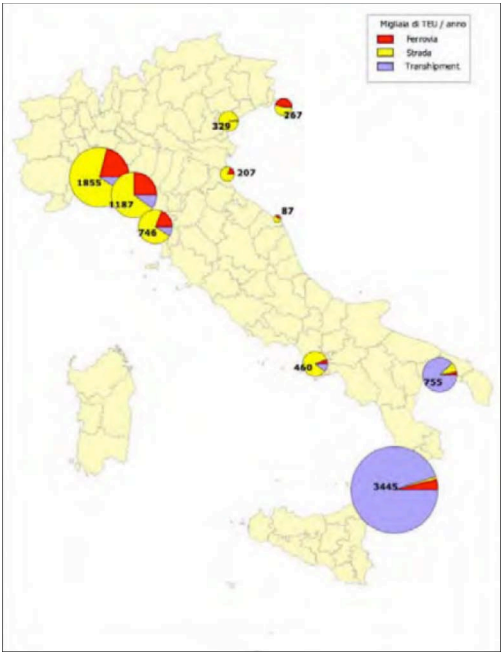 Migliaia di TEU / anno
Ferrovia
Strada
Transhipment
267
329
207
1855
1187
87
746
460
755
3445